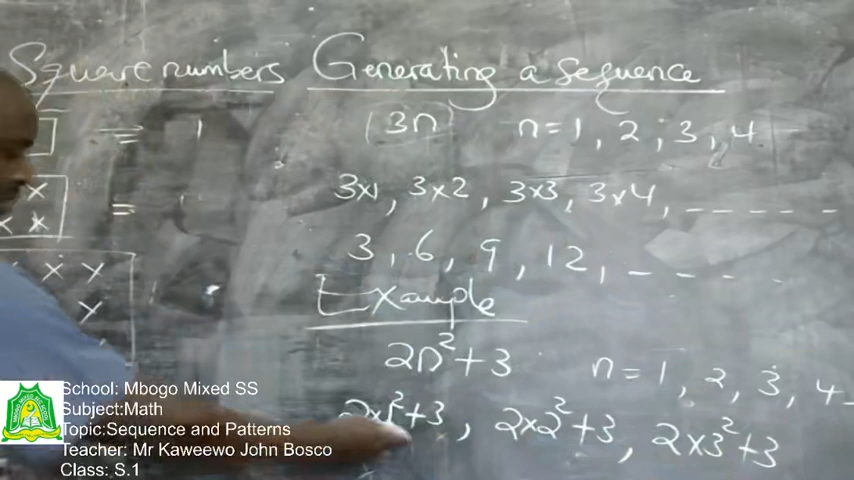 Square numbers
= 1
x
=
x x
x y
y
Generating a sequence
(3n) n=1, 2, 3, 4
3x1, 3x2, 3x3, 3x4, _ _ _ _ _
3, 6, 9, 12, _ _ _ _
Example
2n²+3 n=1, 2, 3, 4-
2x1²+3, 2x2²+3, 2x3²+3
School: Mbogo Mixed SS
Subject:Math
Topic:Sequence and Patterns
Teacher: Mr Kaweewo John Bosco
Class: S.1